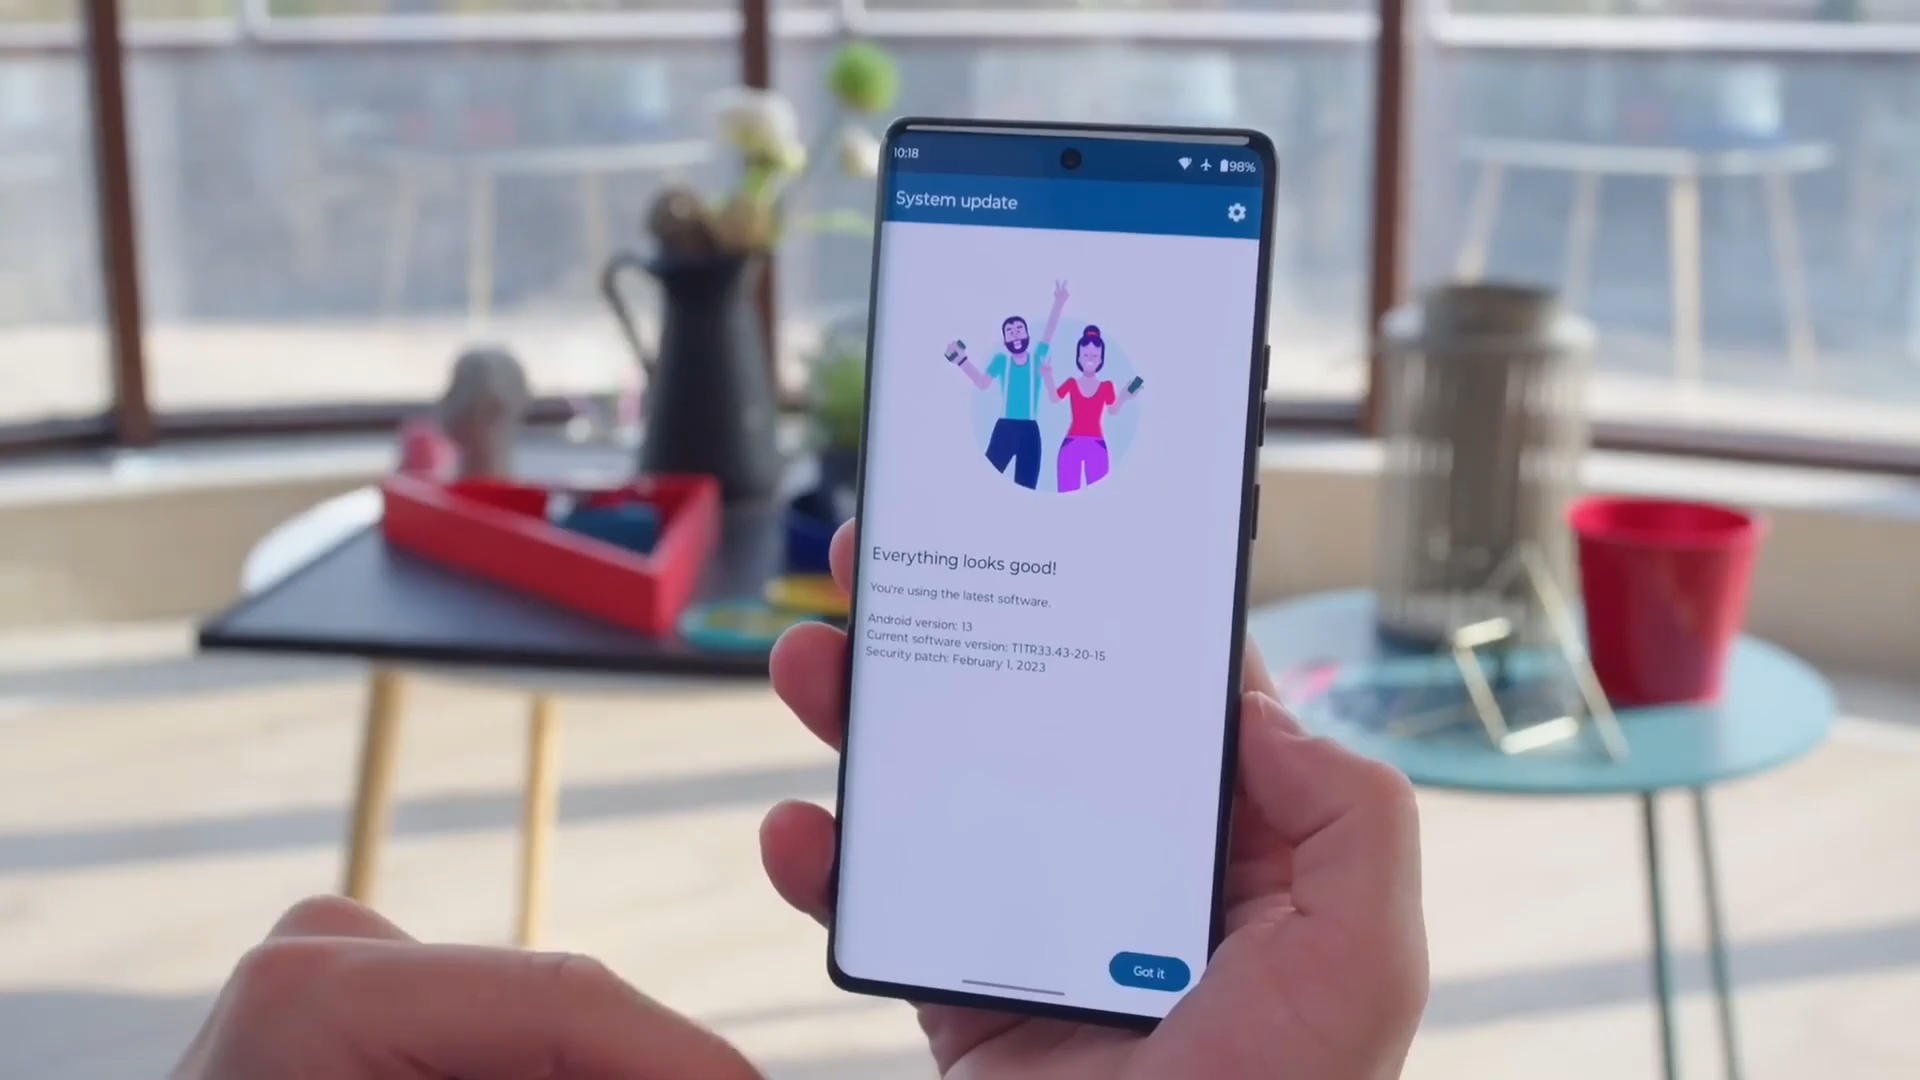 10:18
98%
System update
Everything looks good!
You're using the latest software.
Android version: 13
Current software version: T1TR33.43-20-15
Security patch: February 1, 2023
Got it